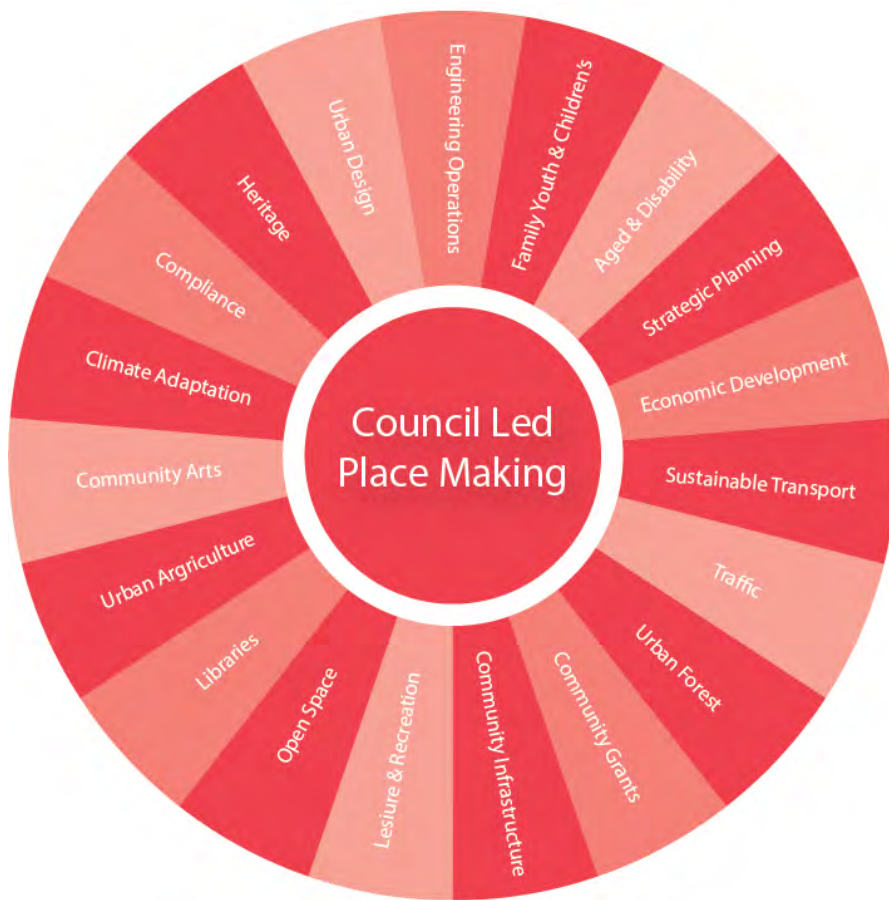 Council Led
Place Making
Engineering Operations
Family Youth & Children's
Aged & Disability
Strategic Planning
Economic Development
Sustainable Transport
Traffic
Urban Forest
Community Grants
Community Infrastructure
Lesiure & Recreation
Open Space
Libraries
Urban Argriculture
Community Arts
Climate Adaptation
Compliance
Heritage
Urban Design